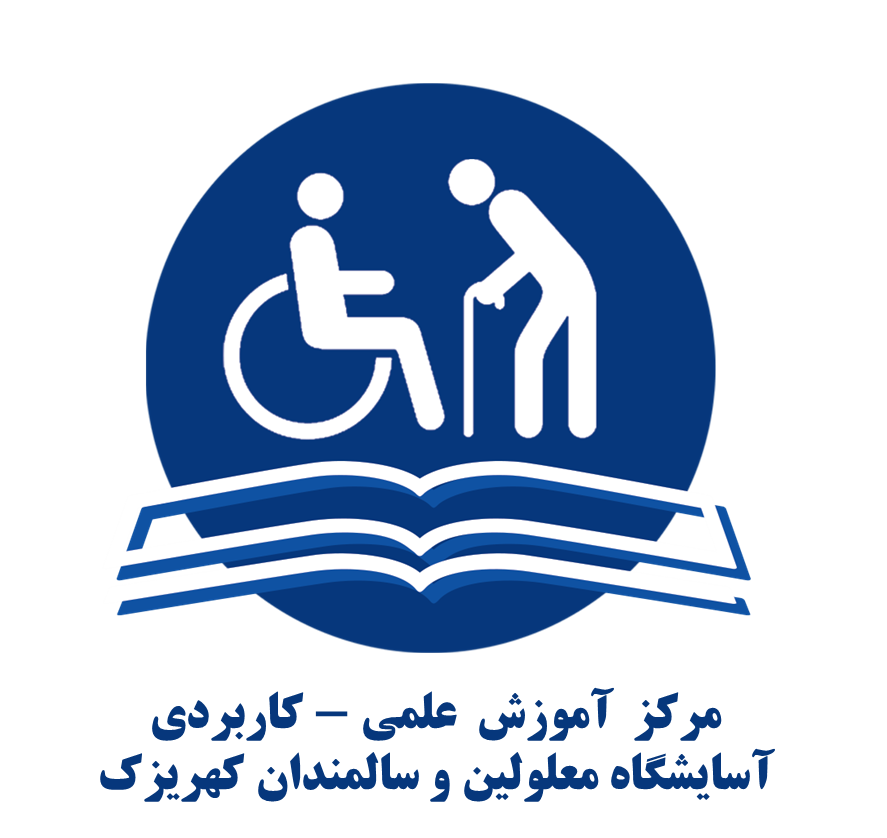 مرکز آموزش علمی – کاربردی
آسایشگاه معلولین و سالمندان کهریزک